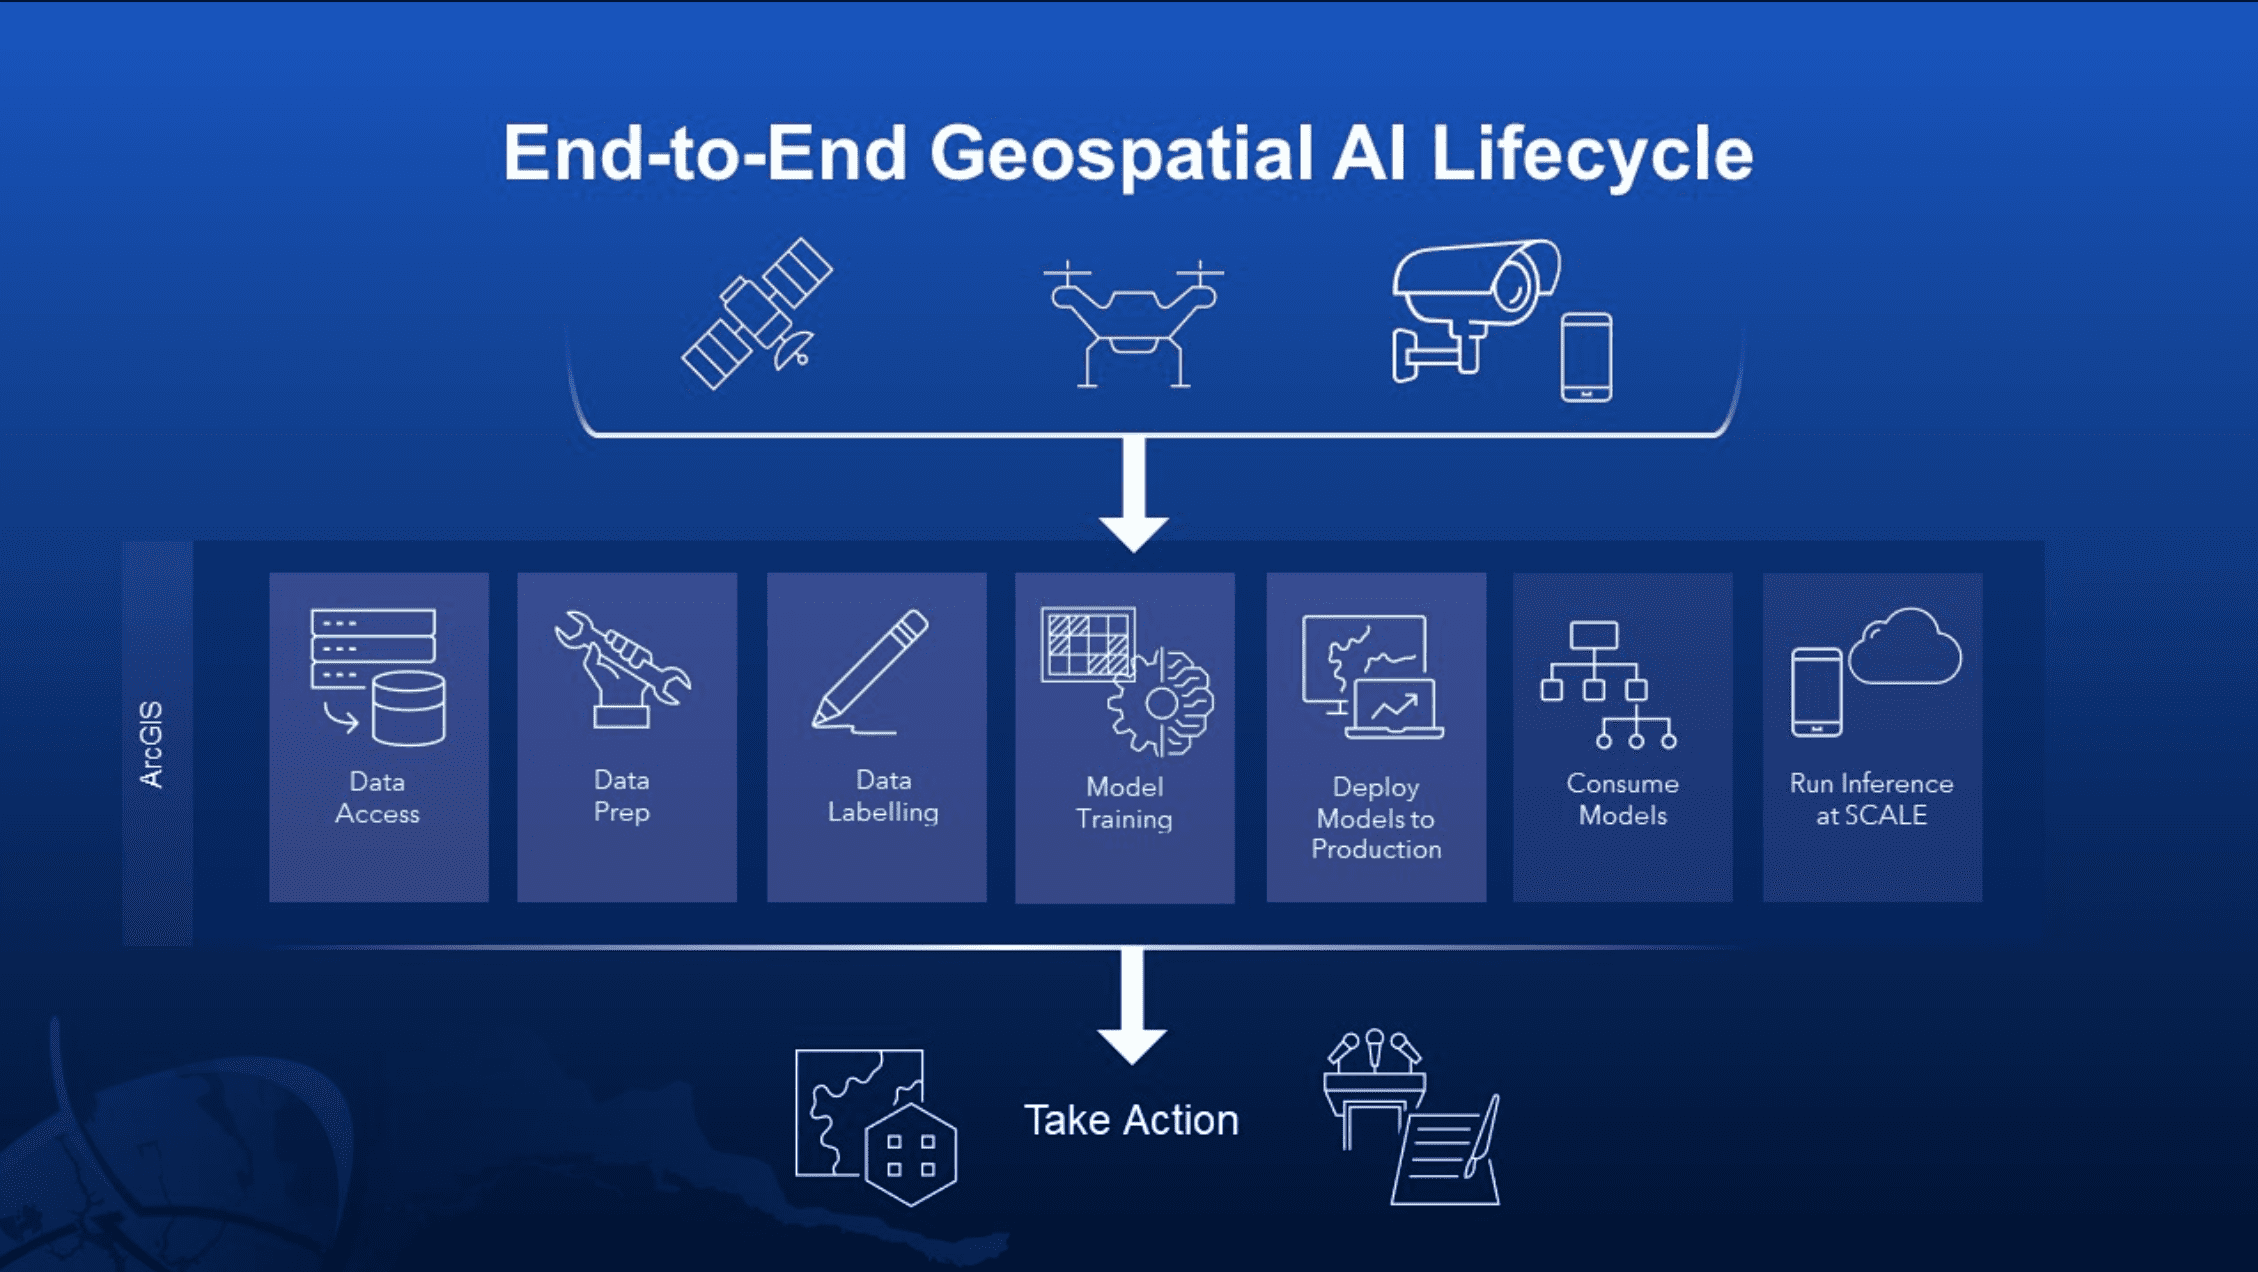 End-to-End Geospatial AI Lifecycle
ArcGIS
Data
Access
Data
Prep
Data
Labelling
Model
Training
Deploy
Models to
Production
Consume
Models
Run Inference
at SCALE
Take Action